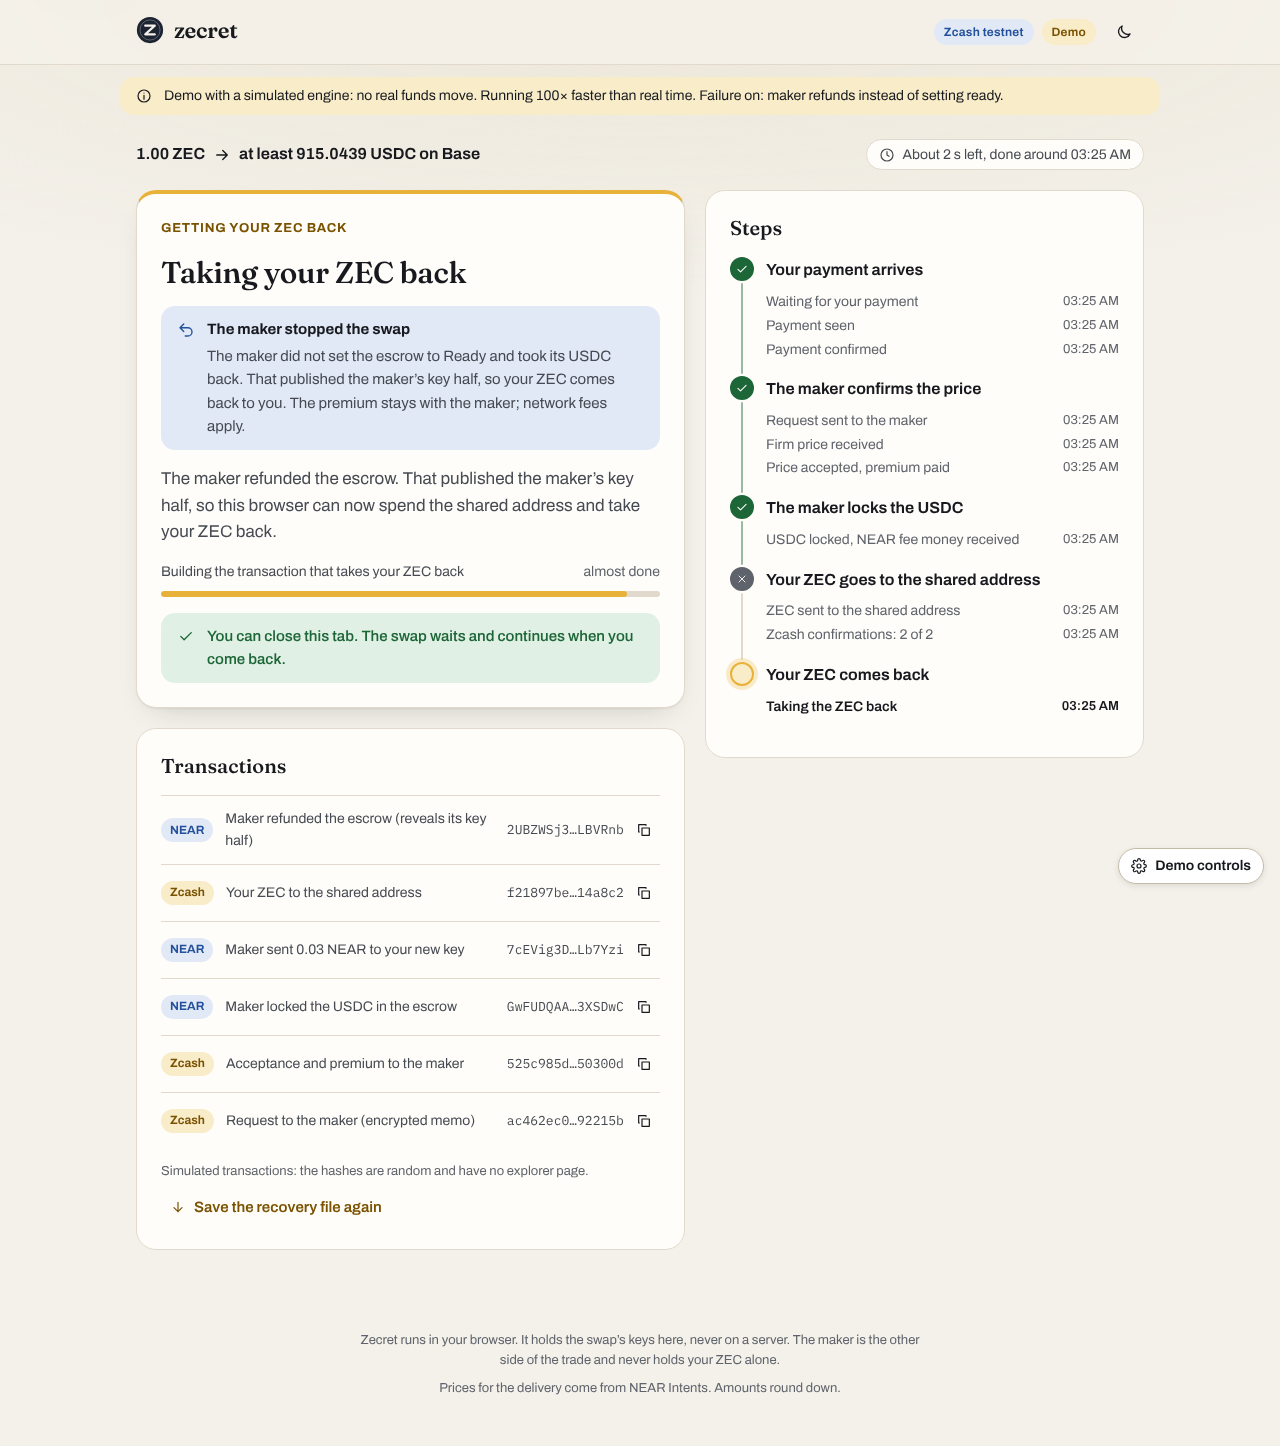 zecret
Zcash testnet
Demo
Demo with a simulated engine: no real funds move. Running 100× faster than real time. Failure on: maker refunds instead of setting ready.
1.00 ZEC → at least 915.0439 USDC on Base
About 2 s left, done around 03:25 AM
GETTING YOUR ZEC BACK
Taking your ZEC back
The maker stopped the swap
The maker did not set the escrow to Ready and took its USDC
back. That published the maker’s key half, so your ZEC comes
back to you. The premium stays with the maker; network fees
apply.
The maker refunded the escrow. That published the maker’s key
half, so this browser can now spend the shared address and take
your ZEC back.
Building the transaction that takes your ZEC back almost done
You can close this tab. The swap waits and continues when you
come back.
Steps
Your payment arrives
Waiting for your payment 03:25 AM
Payment seen 03:25 AM
Payment confirmed 03:25 AM
The maker confirms the price
Request sent to the maker 03:25 AM
Firm price received 03:25 AM
Price accepted, premium paid 03:25 AM
The maker locks the USDC
USDC locked, NEAR fee money received 03:25 AM
Your ZEC goes to the shared address
ZEC sent to the shared address 03:25 AM
Zcash confirmations: 2 of 2 03:25 AM
Your ZEC comes back
Taking the ZEC back 03:25 AM
Transactions
NEAR Maker refunded the escrow (reveals its key
half) 2UBZWSj3…LBVRnb
Zcash Your ZEC to the shared address f21897be…14a8c2
NEAR Maker sent 0.03 NEAR to your new key 7cEVig3D…Lb7Yzi
NEAR Maker locked the USDC in the escrow GwFUDQAA…3XSDwC
Zcash Acceptance and premium to the maker 525c985d…50300d
Zcash Request to the maker (encrypted memo) ac462ec0…92215b
Simulated transactions: the hashes are random and have no explorer page.
Save the recovery file again
Demo controls
Zecret runs in your browser. It holds the swap’s keys here, never on a server. The maker is the other
side of the trade and never holds your ZEC alone.
Prices for the delivery come from NEAR Intents. Amounts round down.